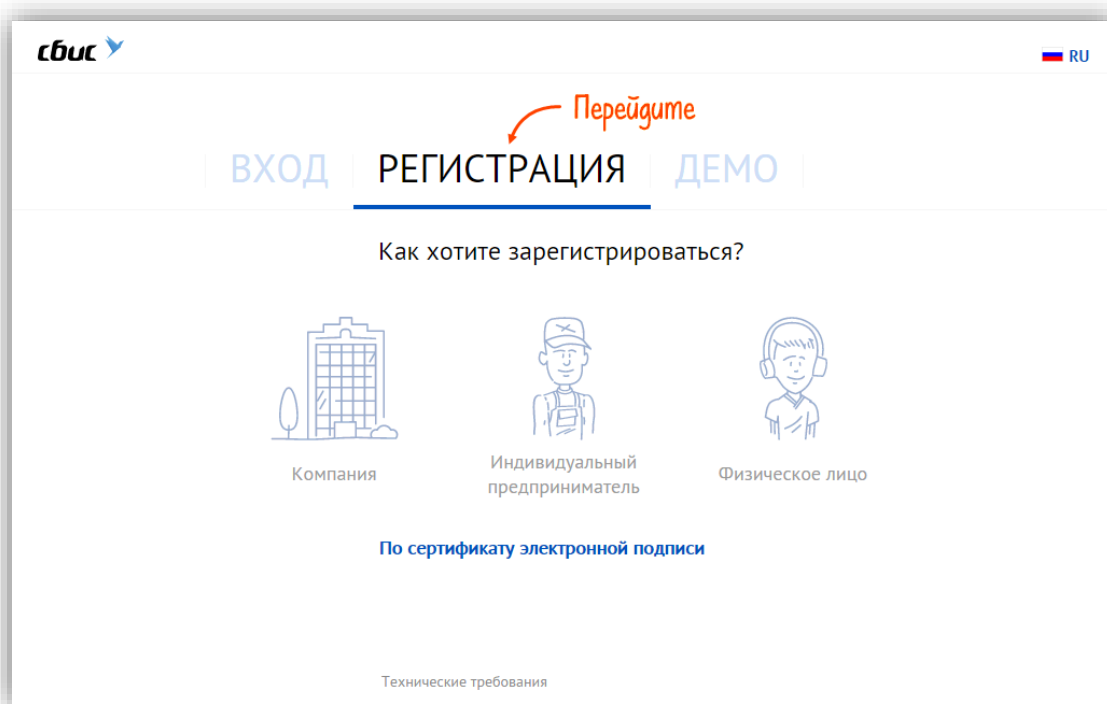 сбис
RU
Перейдите
ВХОД РЕГИСТРАЦИЯ ДЕМО
Как хотите зарегистрироваться?
Компания
Индивидуальный
предприниматель
Физическое лицо
По сертификату электронной подписи
Технические требования